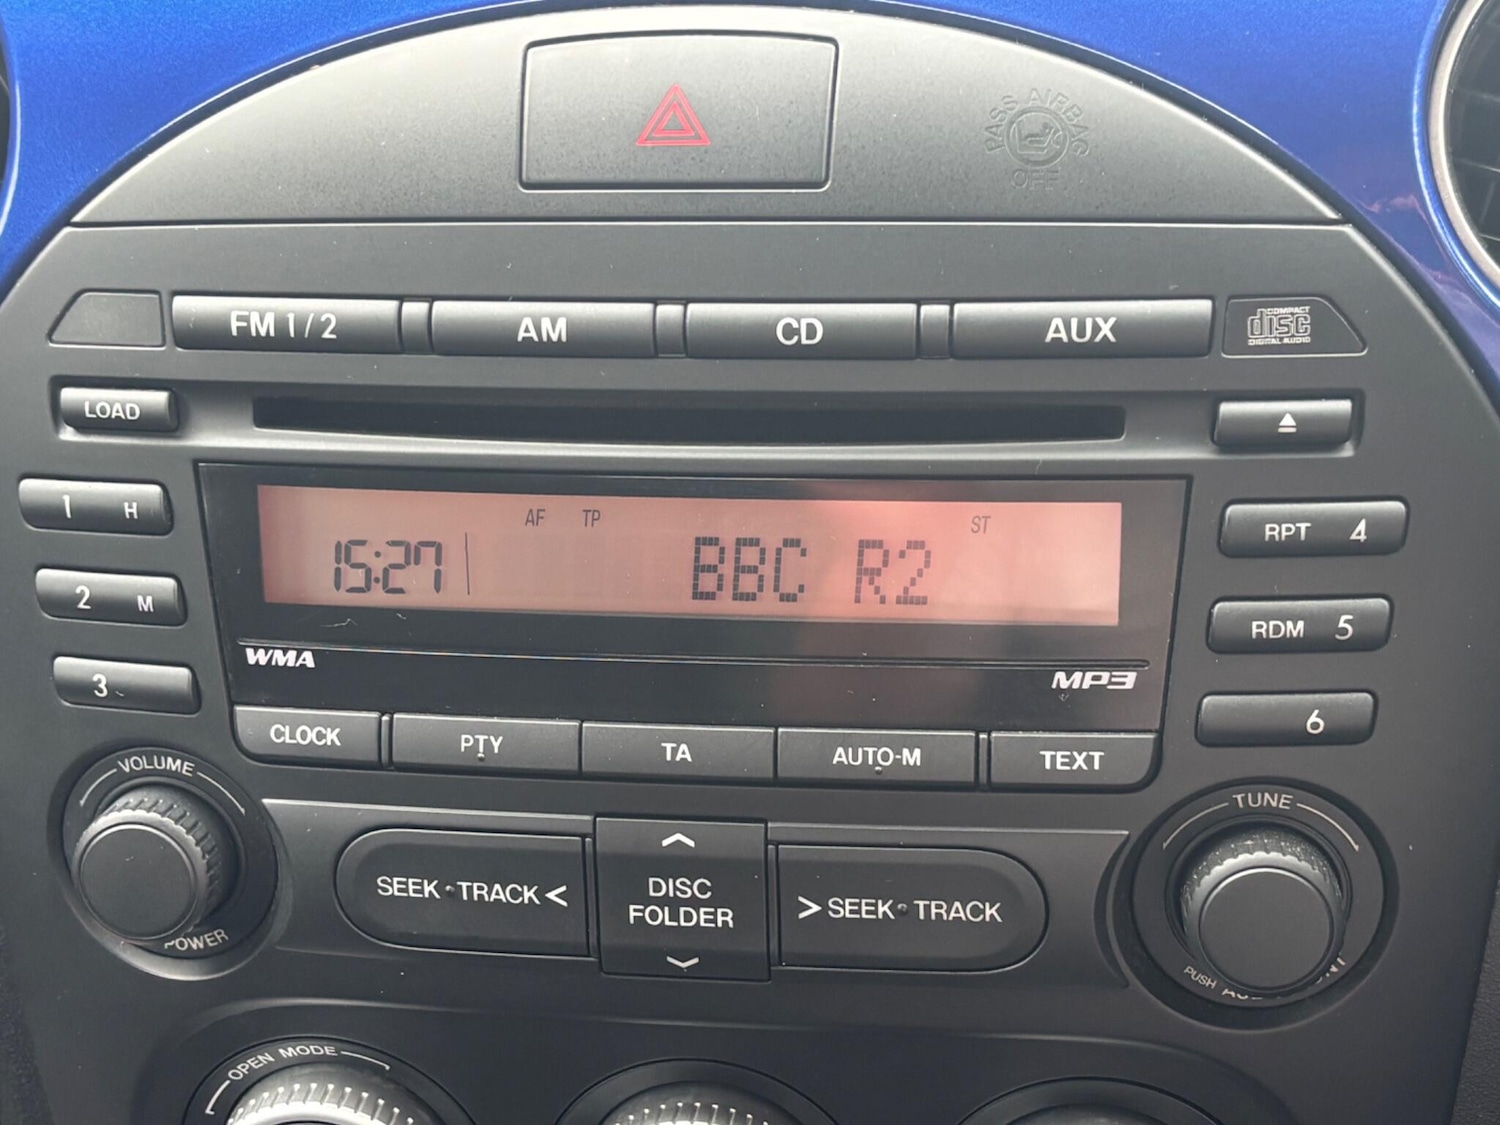 PASS AIRBAG
OFF
FM 1/2 AM CD AUX
COMPACT
disc
DIGITAL AUDIO
LOAD
1 H
2 M
3
AF TP ST
15:27 BBC R2
RPT 4
RDM 5
6
WMA MP3
CLOCK PTY TA AUTO-M TEXT
VOLUME
POWER
SEEK·TRACK <
DISC
FOLDER
> SEEK·TRACK
TUNE
PUSH
OPEN MODE